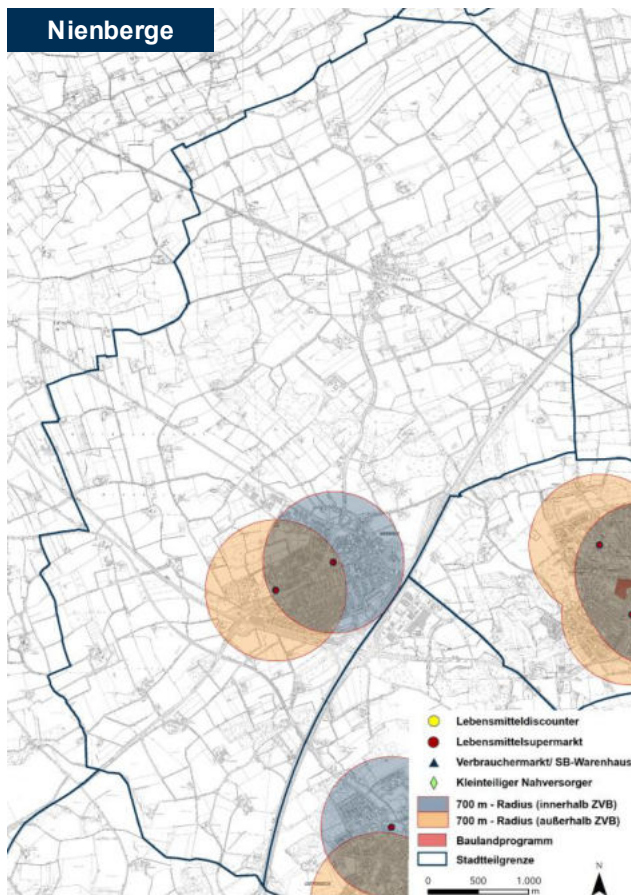 Nienberge
Lebensmitteldiscounter
Lebensmittelsupermarkt
Verbrauchermarkt/ SB-Warenhaus
Kleinteiliger Nahversorger
700 m - Radius (innerhalb ZVB)
700 m - Radius (außerhalb ZVB)
Baulandprogramm
Stadtteilgrenze
N
0 500 1.000
m